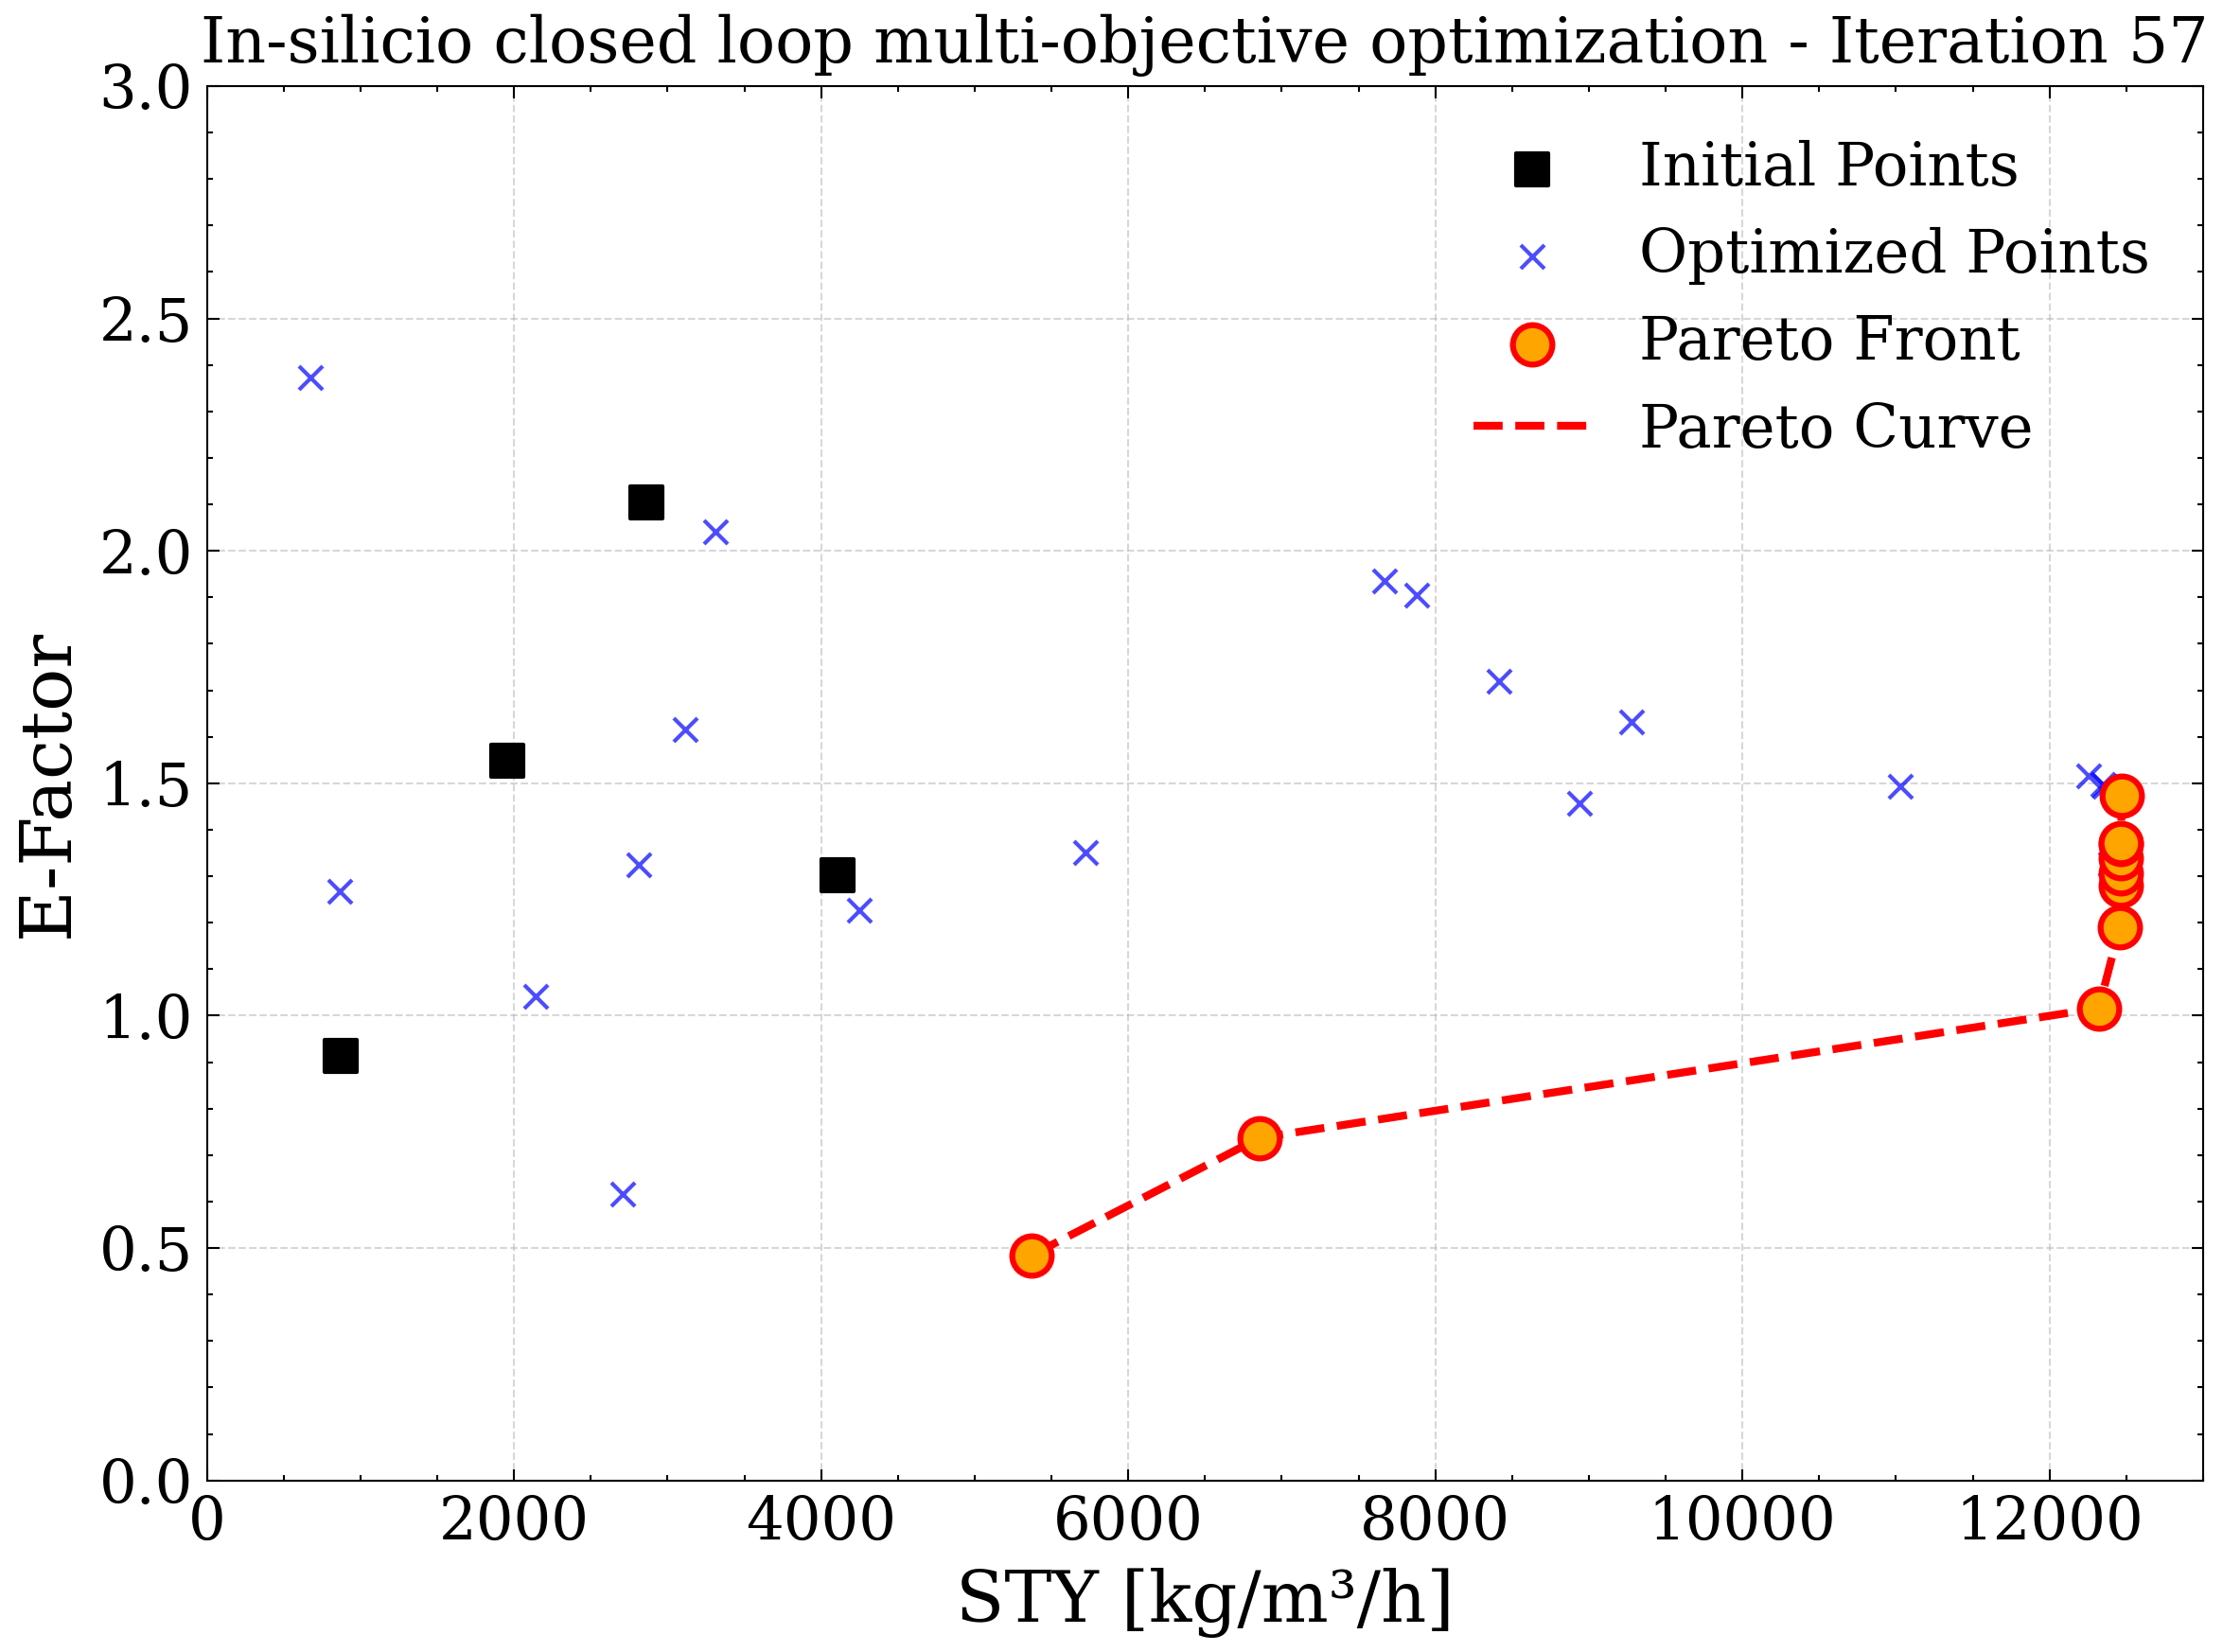 In-silicio closed loop multi-objective optimization - Iteration 57
3.0
2.5
2.0
1.5
1.0
0.5
0.0
E-Factor
Initial Points
Optimized Points
Pareto Front
Pareto Curve
0 2000 4000 6000 8000 10000 12000
STY [kg/m³/h]